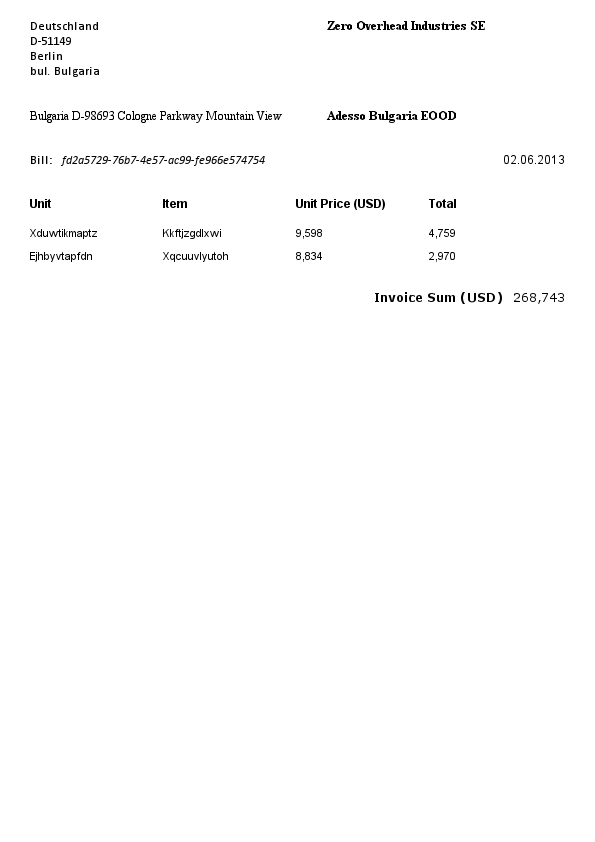 Deutschland
D-51149
Berlin
bul. Bulgaria
Zero Overhead Industries SE
Bulgaria D-98693 Cologne Parkway Mountain View
Adesso Bulgaria EOOD
Bill: fd2a5729-76b7-4e57-ac99-fe966e574754 02.06.2013
Unit Item Unit Price (USD) Total
Xduwtikmaptz Kkftjzgdlxwi 9,598 4,759
Ejhbyvtapfdn Xqcuuvlyutoh 8,834 2,970
Invoice Sum (USD) 268,743